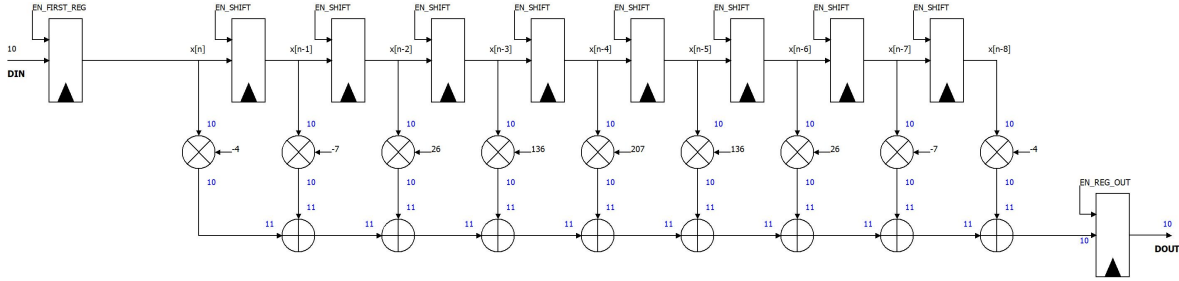 EN_FIRST_REG EN_SHIFT EN_SHIFT EN_SHIFT EN_SHIFT EN_SHIFT EN_SHIFT EN_SHIFT EN_SHIFT
10 x[n] x[n-1] x[n-2] x[n-3] x[n-4] x[n-5] x[n-6] x[n-7] x[n-8]
DIN
10 10 10 10 10 10 10 10 10
-4 -7 26 136 207 136 26 -7 -4
10 10 10 10 10 10 10 10 10
EN_REG_OUT
11 11 11 11 11 11 11 11
11 11 11 11 11 11 11 11 10
10
DOUT